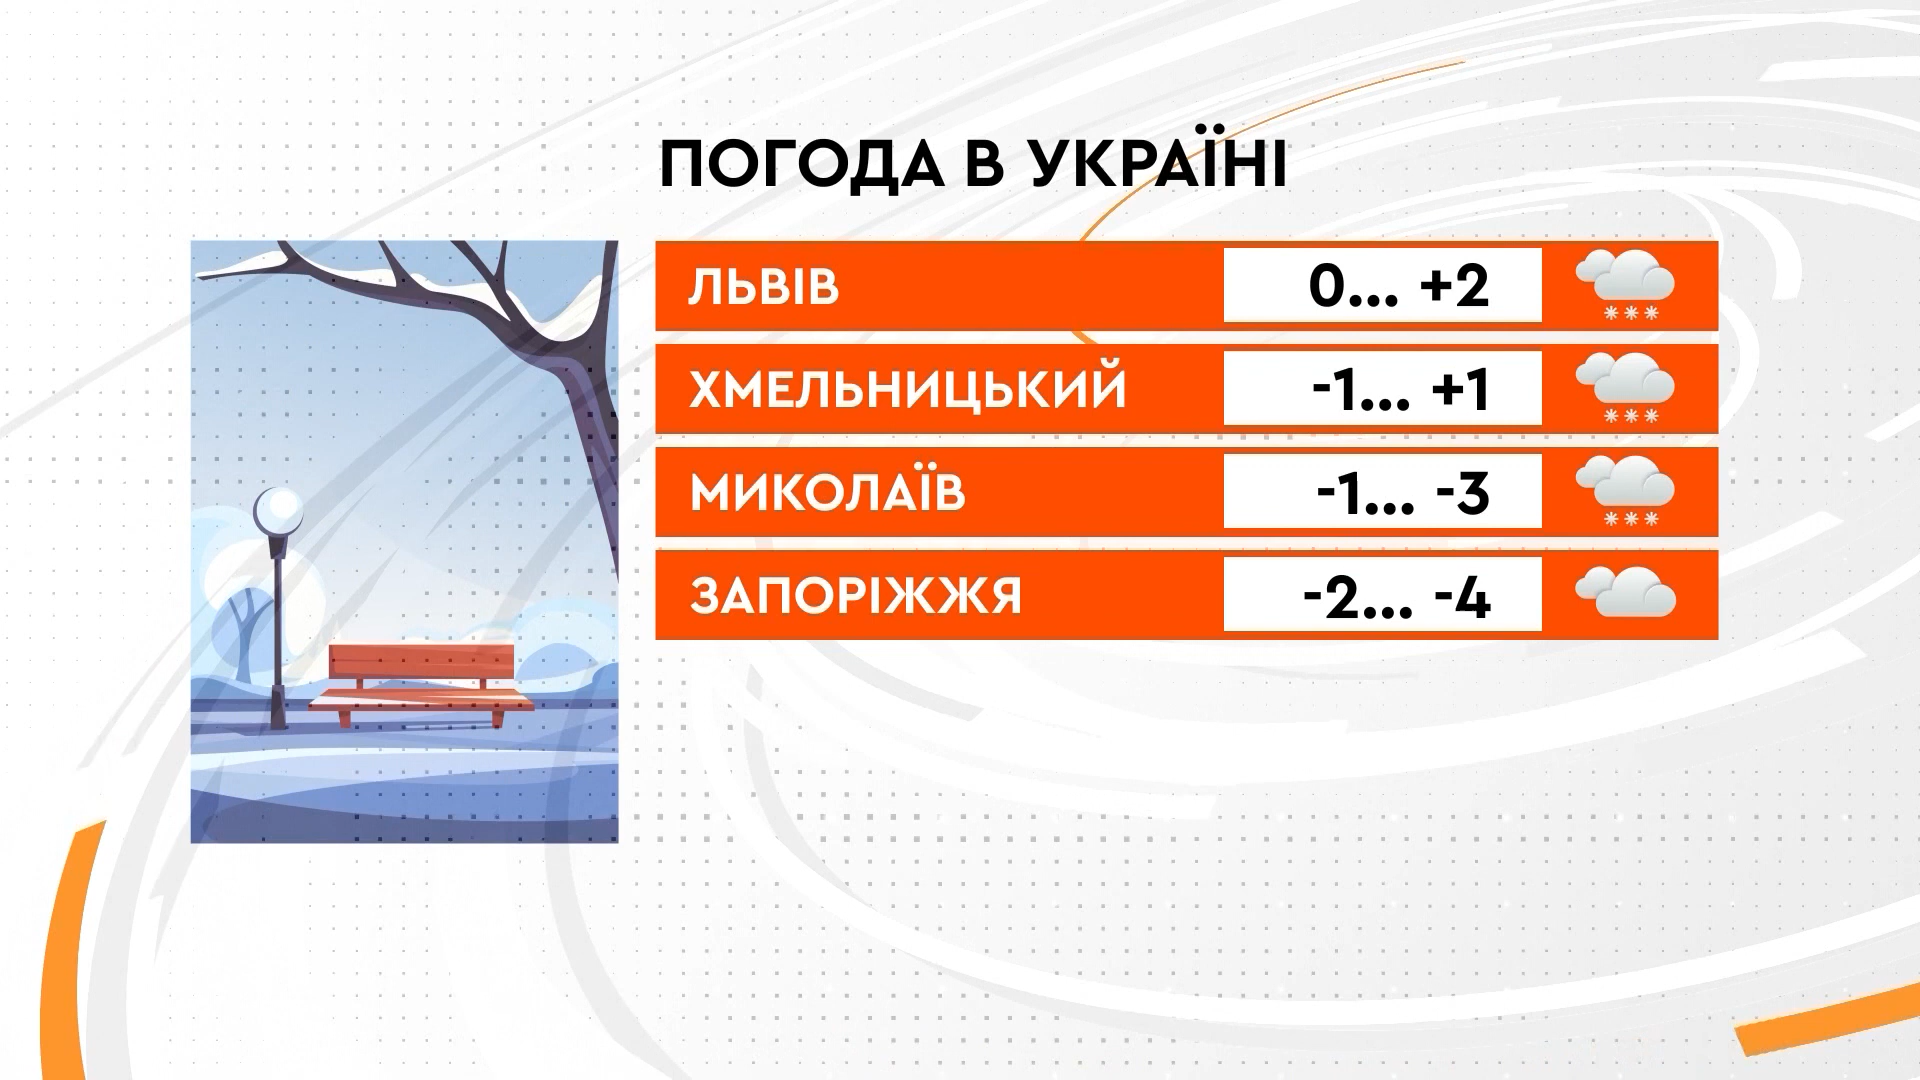 ПОГОДА В УКРАЇНІ
ЛЬВІВ 0... +2
ХМЕЛЬНИЦЬКИЙ -1... +1
МИКОЛАЇВ -1... -3
ЗАПОРІЖЖЯ -2... -4